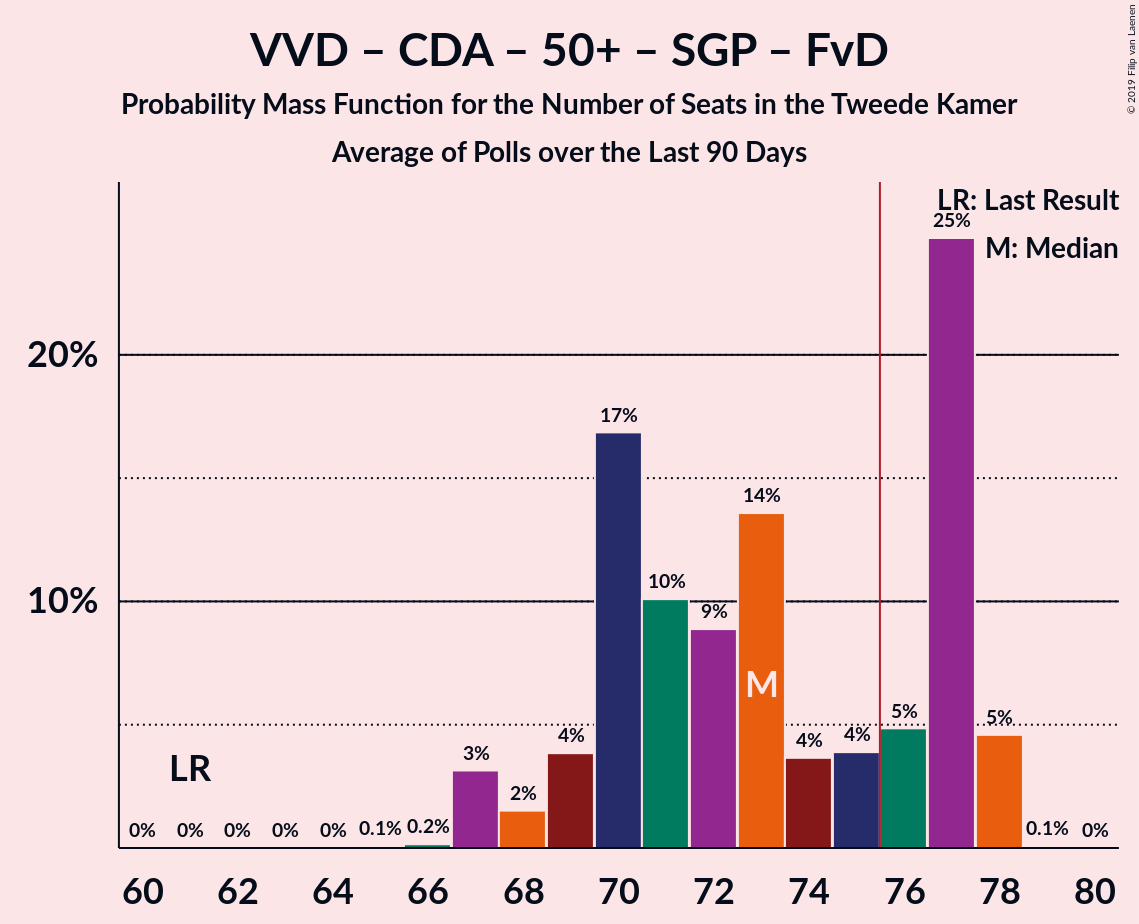 VVD – CDA – 50+ – SGP – FvD
Probability Mass Function for the Number of Seats in the Tweede Kamer
Average of Polls over the Last 90 Days
© 2019 Filip van Laenen
LR: Last Result
M: Median
20%
10%
0% 0% 0% 0% 0% 0.1% 0.2% 3% 2% 4% 17% 10% 9% 14% 4% 4% 5% 25% 5% 0.1% 0%
LR
M
60 62 64 66 68 70 72 74 76 78 80